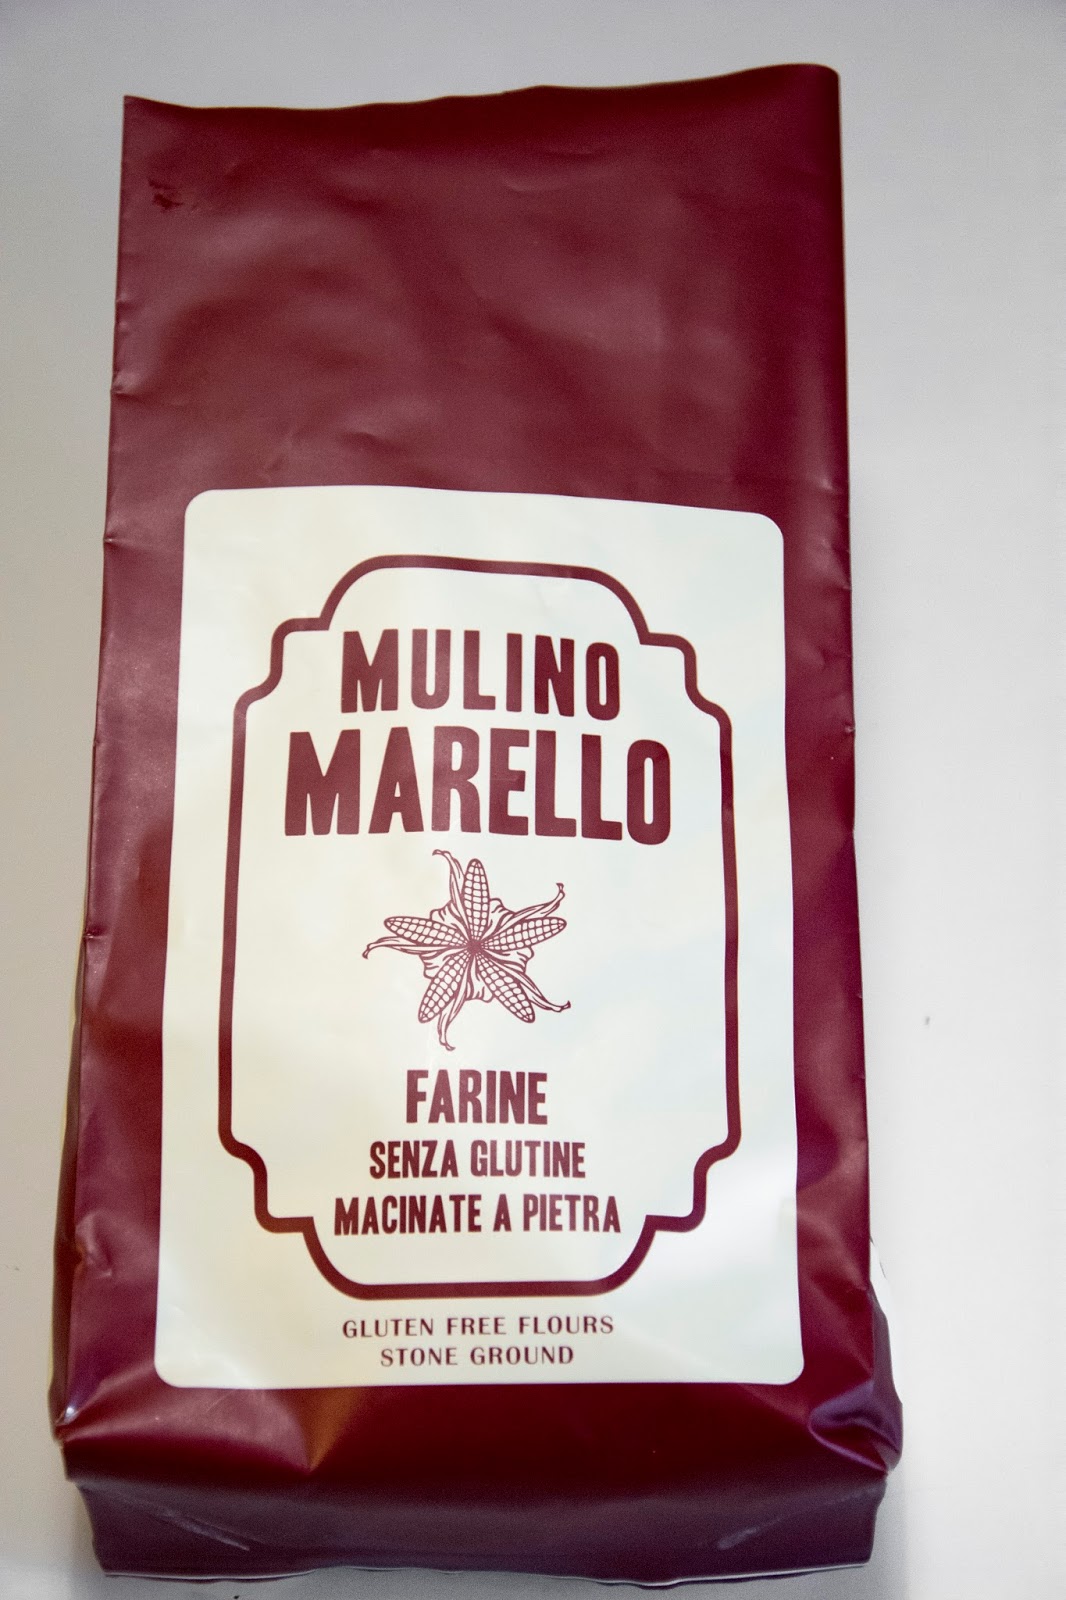 MULINO
MARELLO
FARINE
SENZA GLUTINE
MACINATE A PIETRA
GLUTEN FREE FLOURS
STONE GROUND